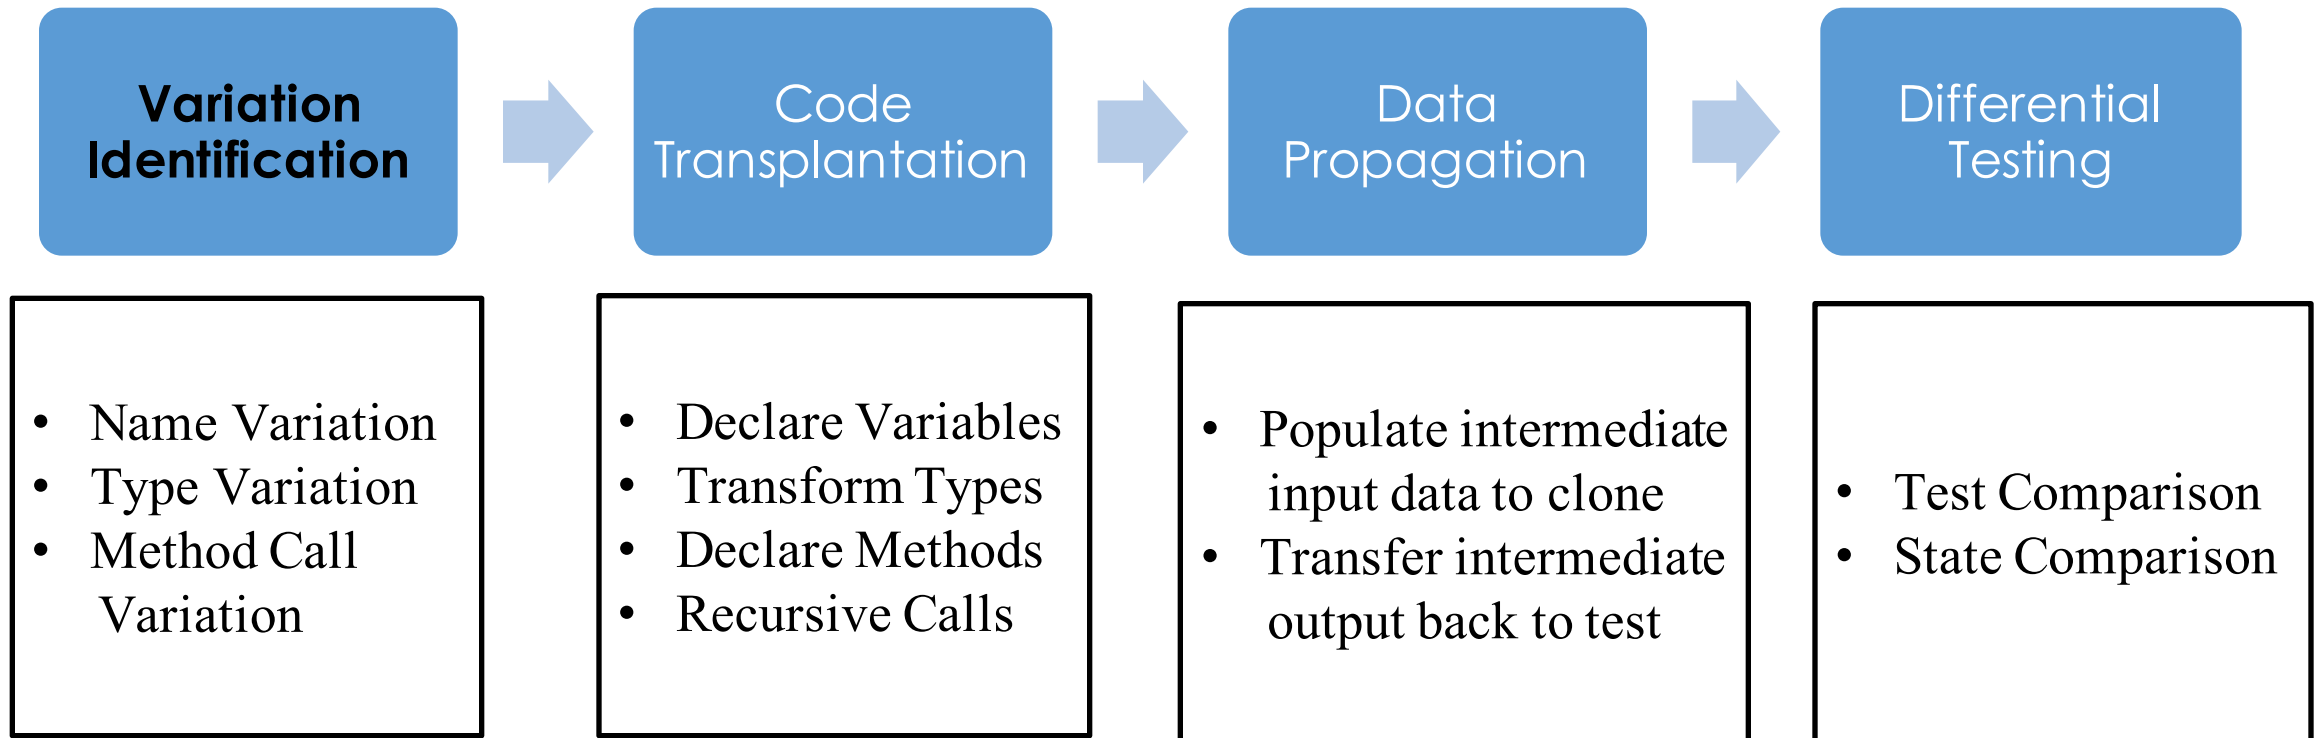 Variation
Identification
Code
Transplantation
Data
Propagation
Differential
Testing
• Name Variation
• Type Variation
• Method Call
Variation
• Declare Variables
• Transform Types
• Declare Methods
• Recursive Calls
• Populate intermediate
input data to clone
• Transfer intermediate
output back to test
• Test Comparison
• State Comparison